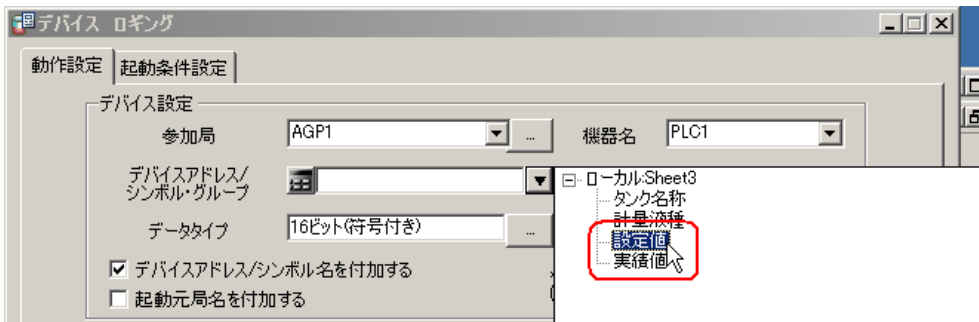 デバイス ロギング
動作設定 起動条件設定
デバイス設定
参加局 AGP1 ... 機器名 PLC1
デバイスアドレス/
シンボル・グループ
データタイプ 16ビット(符号付き) ...
デバイスアドレス/シンボル名を付加する
起動元局名を付加する
ローカル:Sheet3
タンク名称
計量液種
設定値
実績値